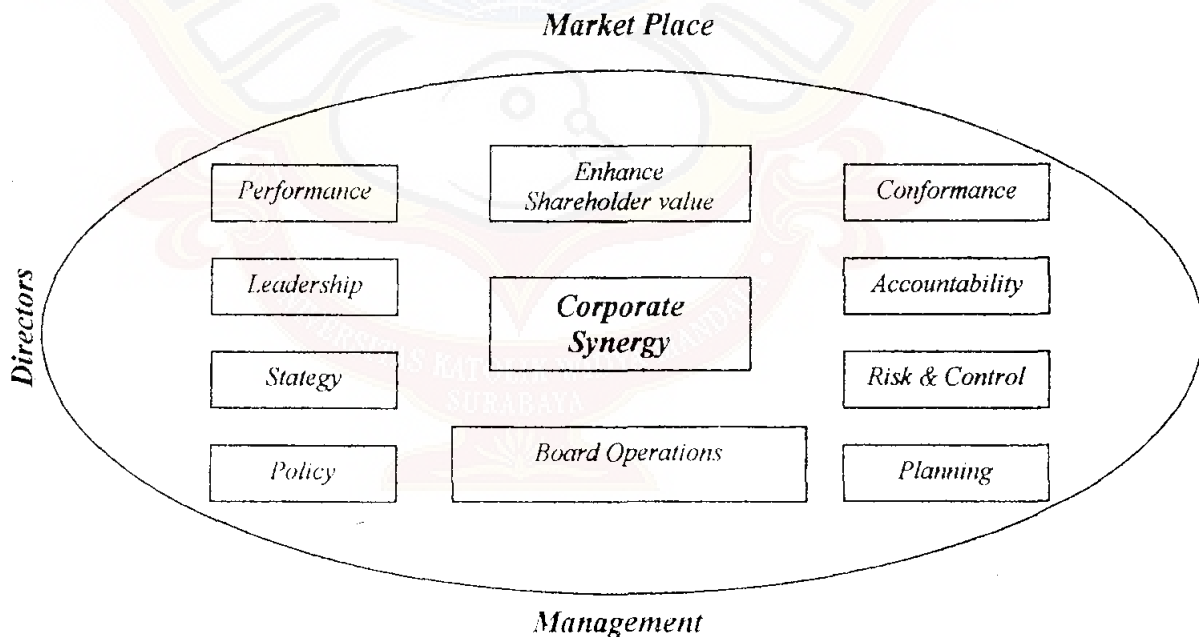 Market Place
Performance
Enhance
Shareholder value
Conformance
Leadership
Accountability
Corporate
Synergy
Directors
Stategy
Risk & Control
Policy
Board Operations
Planning
Management
SURABAYA